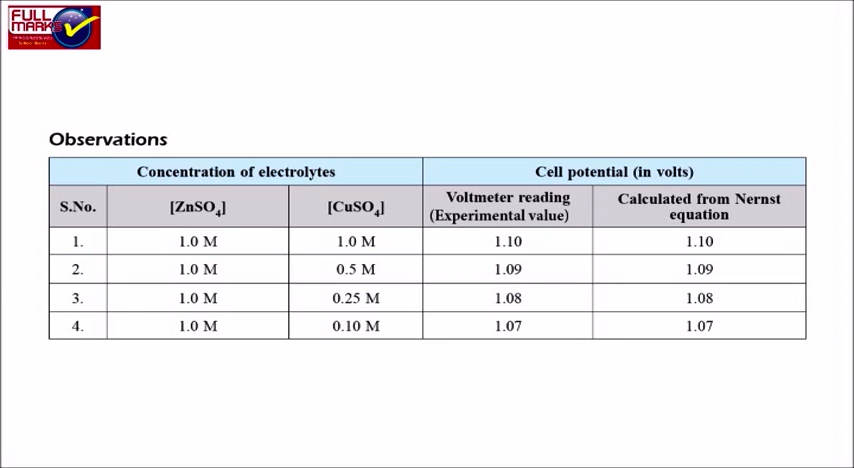 FULL
MARKS
School Books
Observations
Concentration of electrolytes Cell potential (in volts)
S.No. [ZnSO₄] [CuSO₄] Voltmeter reading (Experimental value) Calculated from Nernst equation
1. 1.0 M 1.0 M 1.10 1.10
2. 1.0 M 0.5 M 1.09 1.09
3. 1.0 M 0.25 M 1.08 1.08
4. 1.0 M 0.10 M 1.07 1.07